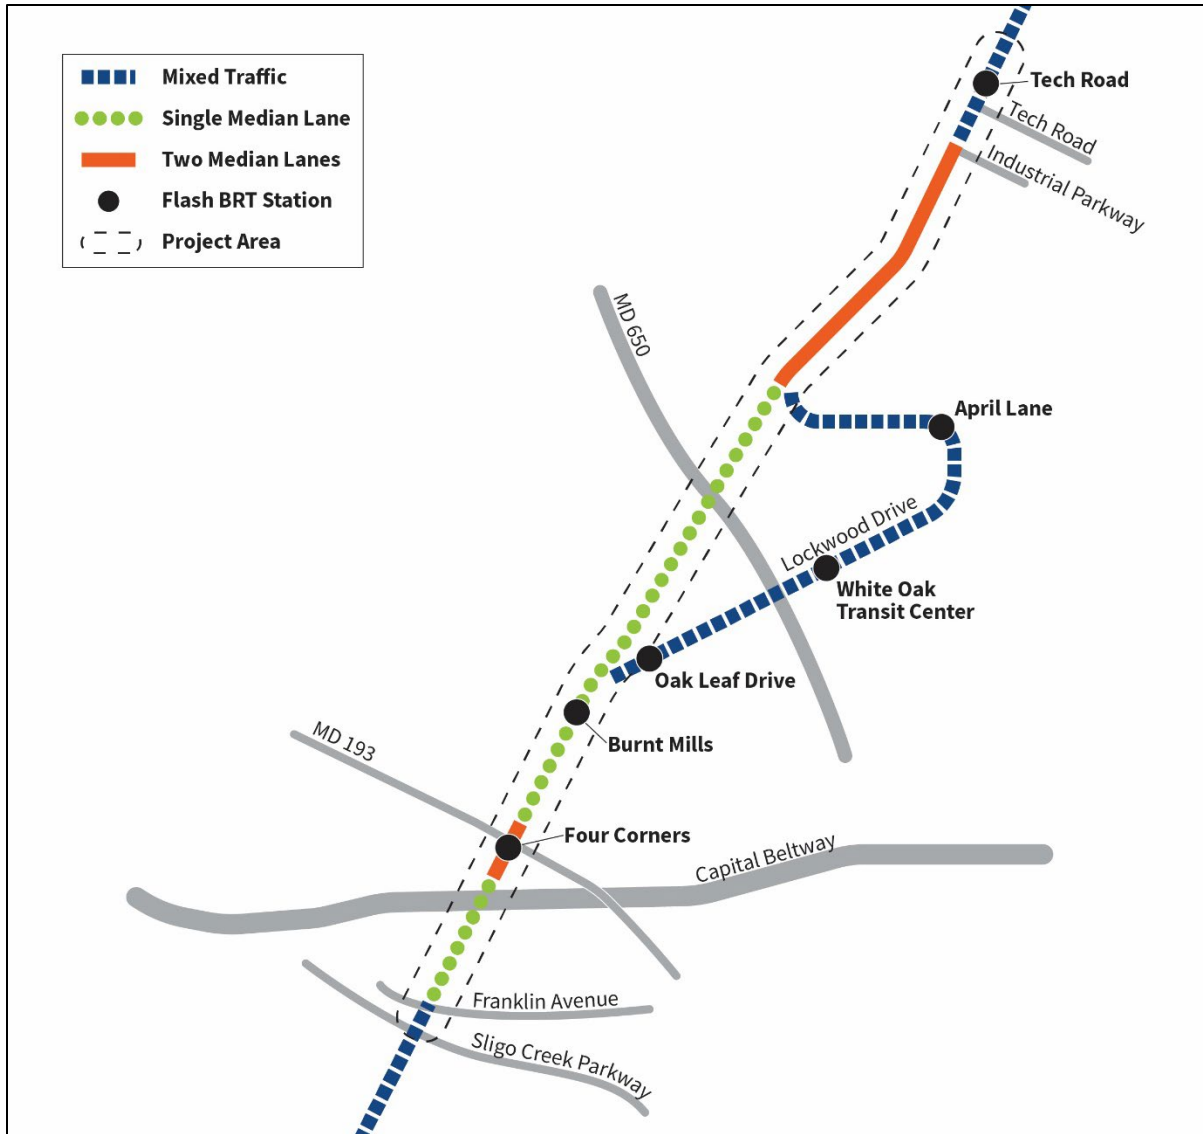 Mixed Traffic
Single Median Lane
Two Median Lanes
Flash BRT Station
Project Area
Tech Road
Tech Road
Industrial Parkway
MD 650
April Lane
Lockwood Drive
White Oak
Transit Center
Oak Leaf Drive
Burnt Mills
MD 193
Four Corners
Capital Beltway
Franklin Avenue
Sligo Creek Parkway